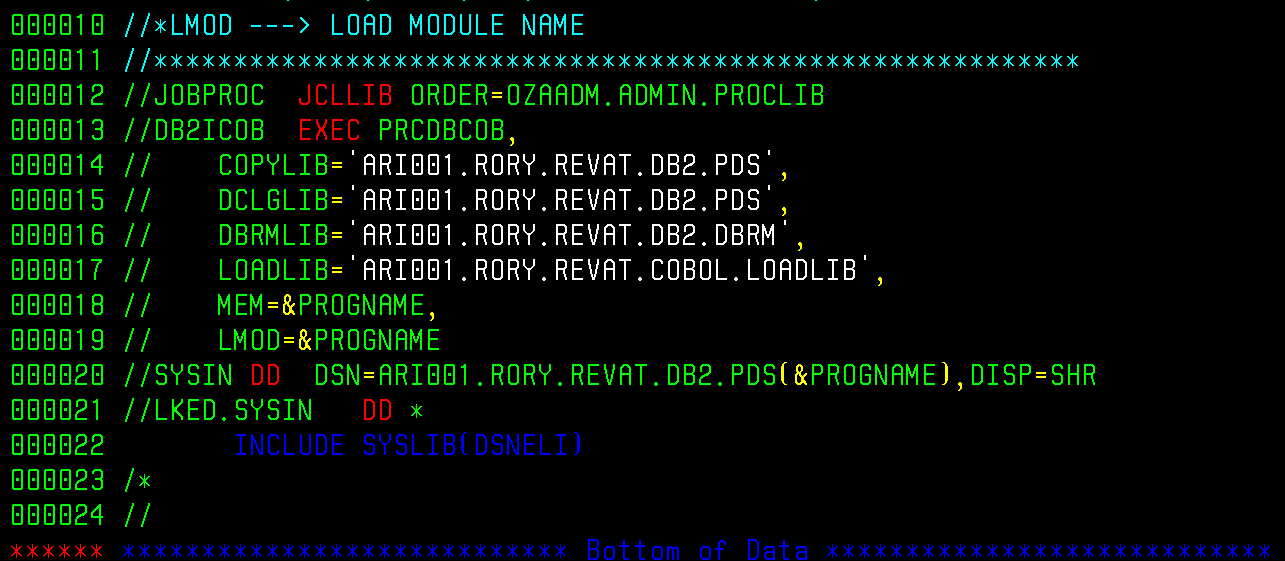 000010 //*LMOD ---> LOAD MODULE NAME
000011 //**********************************************************
000012 //JOBPROC  JCLLIB ORDER=OZAADM.ADMIN.PROCLIB
000013 //DB2ICOB  EXEC PRCDBCOB,
000014 //    COPYLIB='ARI001.RORY.REVAT.DB2.PDS',
000015 //    DCLGLIB='ARI001.RORY.REVAT.DB2.PDS',
000016 //    DBRMLIB='ARI001.RORY.REVAT.DB2.DBRM',
000017 //    LOADLIB='ARI001.RORY.REVAT.COBOL.LOADLIB',
000018 //    MEM=&PROGNAME,
000019 //    LMOD=&PROGNAME
000020 //SYSIN DD  DSN=ARI001.RORY.REVAT.DB2.PDS(&PROGNAME),DISP=SHR
000021 //LKED.SYSIN   DD *
000022        INCLUDE SYSLIB(DSNELI)
000023 /*
000024 //
****** **************************** Bottom of Data ****************************